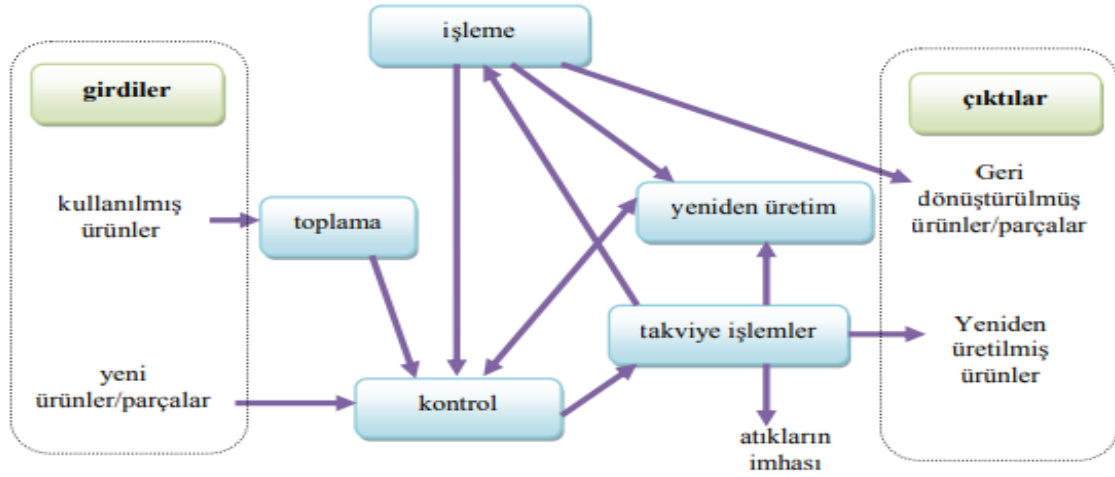 işleme
girdiler
çıktılar
kullanılmış
ürünler
toplama
yeniden üretim
Geri
dönüştürülmüş
ürünler/parçalar
takviye işlemler
Yeniden
üretilmiş
ürünler
yeni
ürünler/parçalar
kontrol
atıkların
imhası